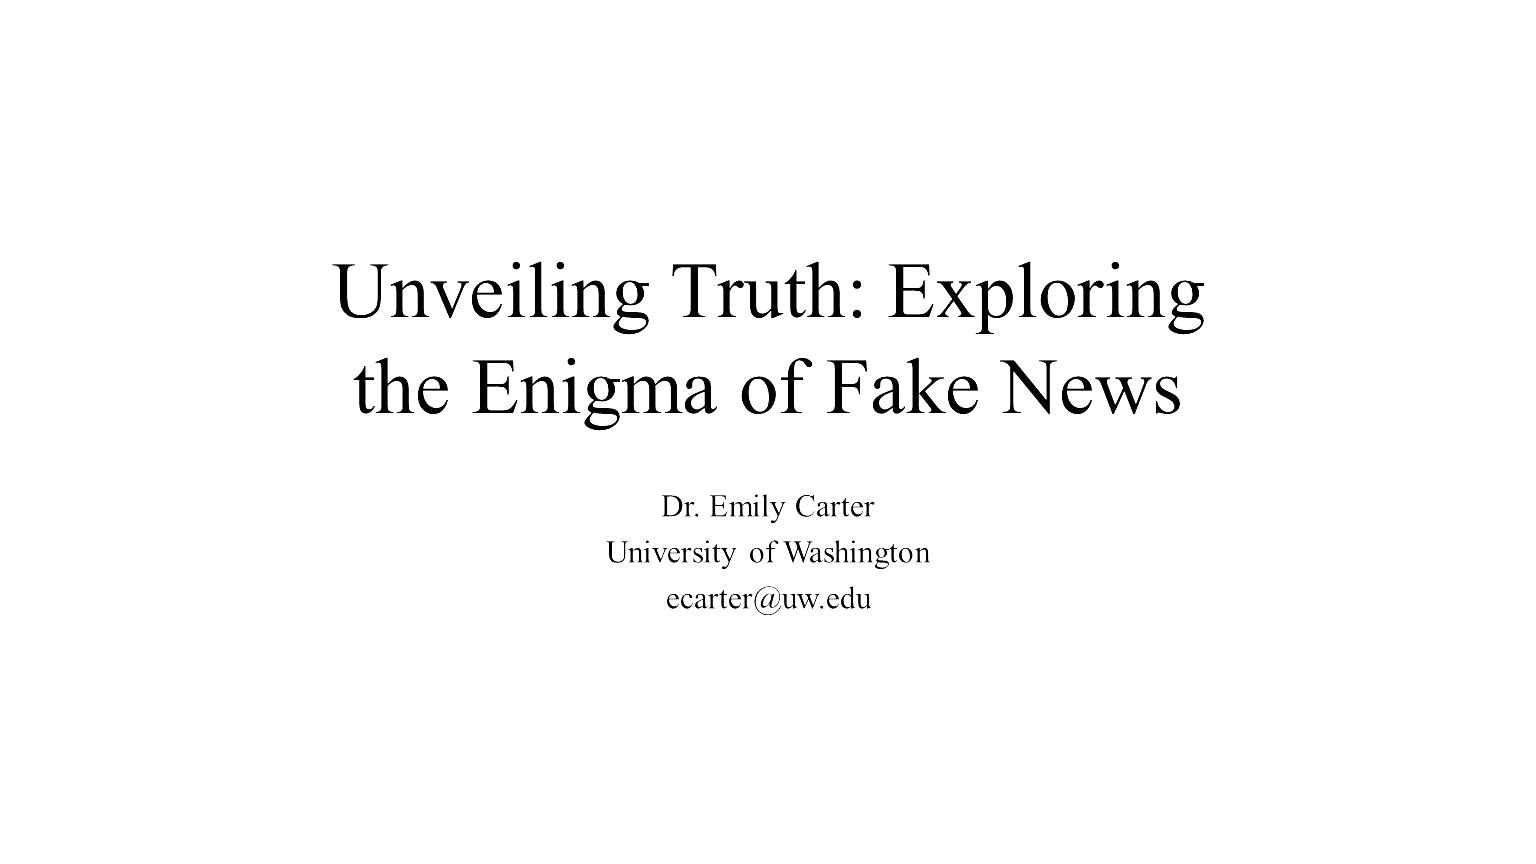 Unveiling Truth: Exploring
the Enigma of Fake News
Dr. Emily Carter
University of Washington
ecarter@uw.edu